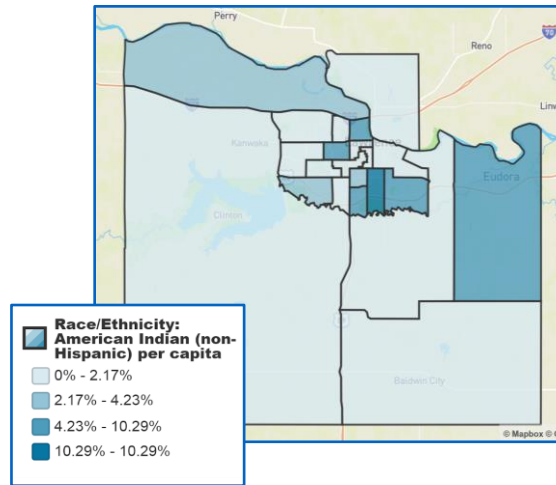 Perry
70
Reno
Linw
Kanwaka
Eudora
Clinton
Baldwin City
© Mapbox © O
Race/Ethnicity:
American Indian (non-
Hispanic) per capita
0% - 2.17%
2.17% - 4.23%
4.23% - 10.29%
10.29% - 10.29%